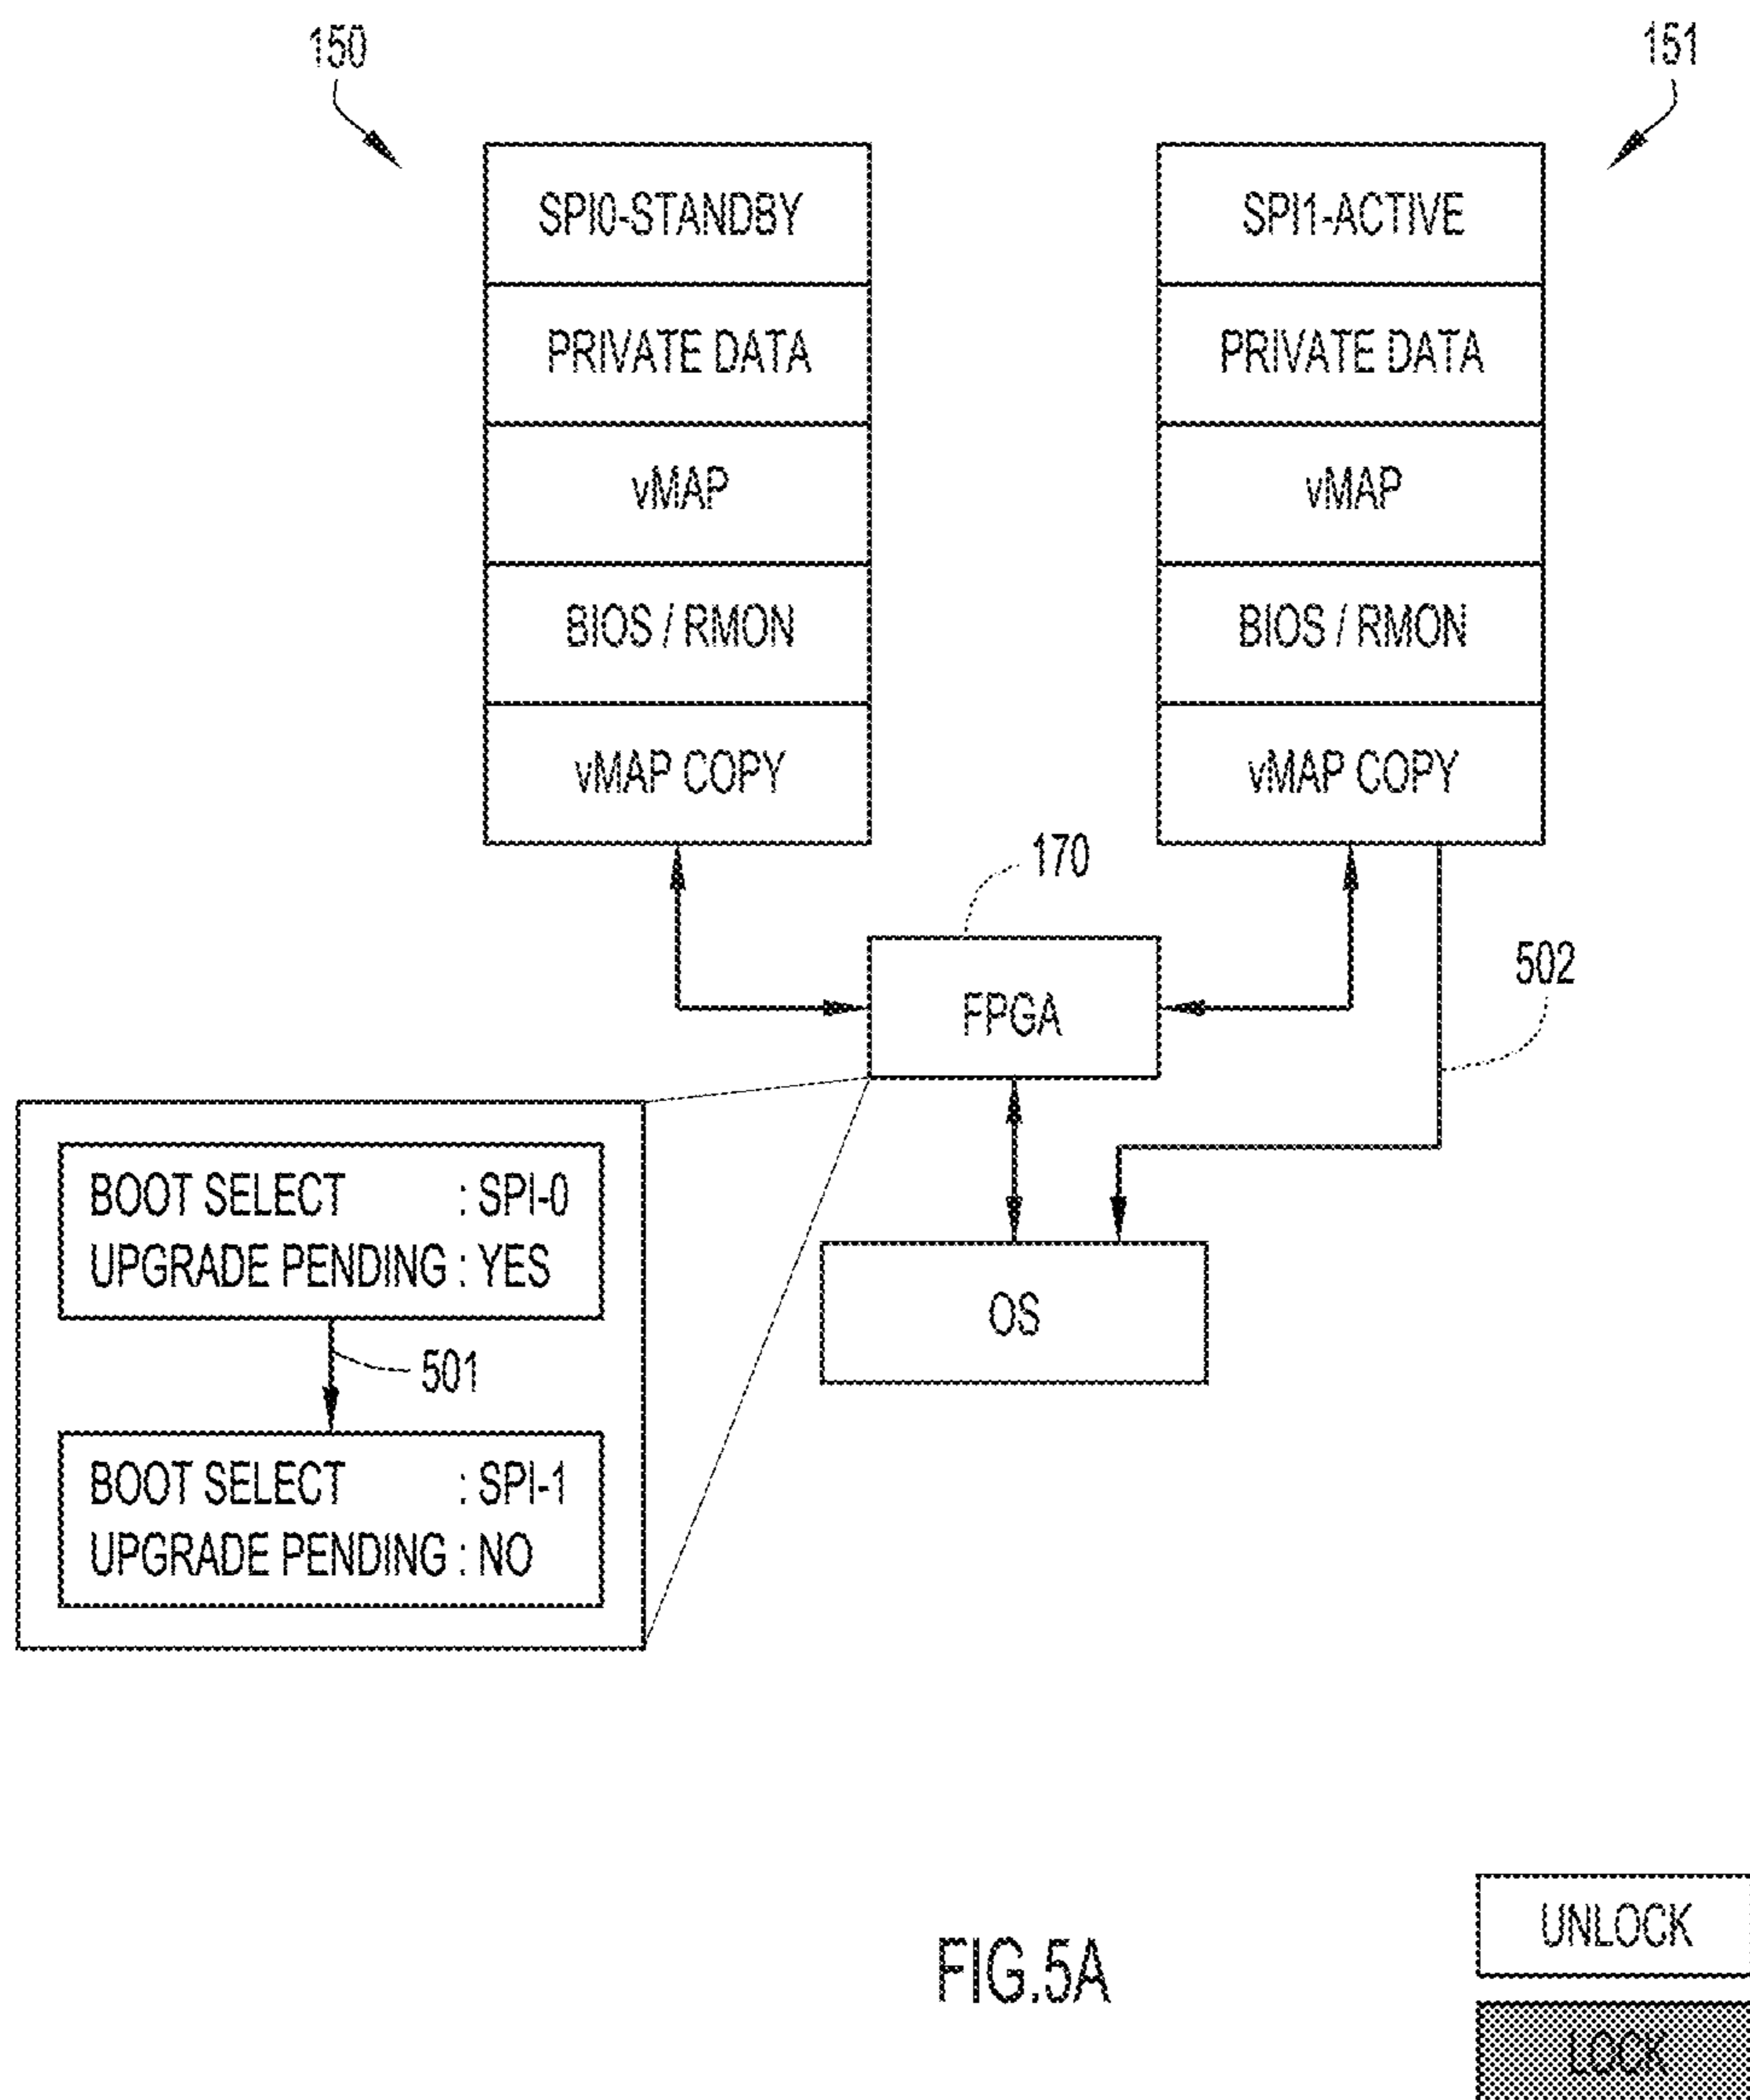 150
151
SPI0-STANDBY
PRIVATE DATA
vMAP
BIOS / RMON
vMAP COPY
SPI1-ACTIVE
PRIVATE DATA
vMAP
BIOS / RMON
vMAP COPY
170
FPGA
502
BOOT SELECT : SPI-0
UPGRADE PENDING : YES
501
BOOT SELECT : SPI-1
UPGRADE PENDING : NO
OS
FIG.5A
UNLOCK
LOCK